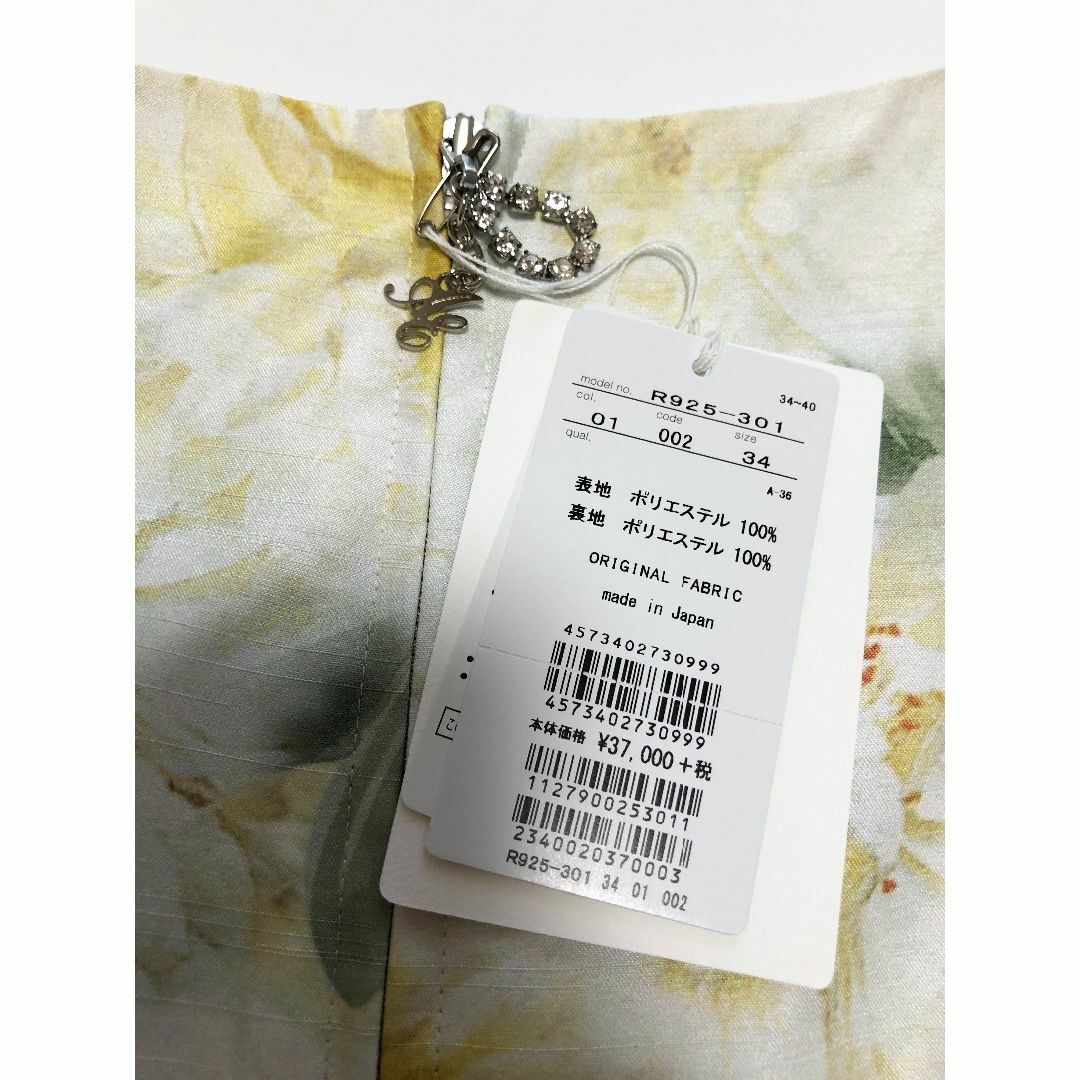 model no. R925-301 34~40
col. code size
01 002 34
qual. A-36
表地 ポリエステル 100%
裏地 ポリエステル 100%
ORIGINAL FABRIC
made in Japan
4573402730999
4573402730999
本体価格 ¥37,000+税
1127900253011
2340020370003
R925-301 34 01 002